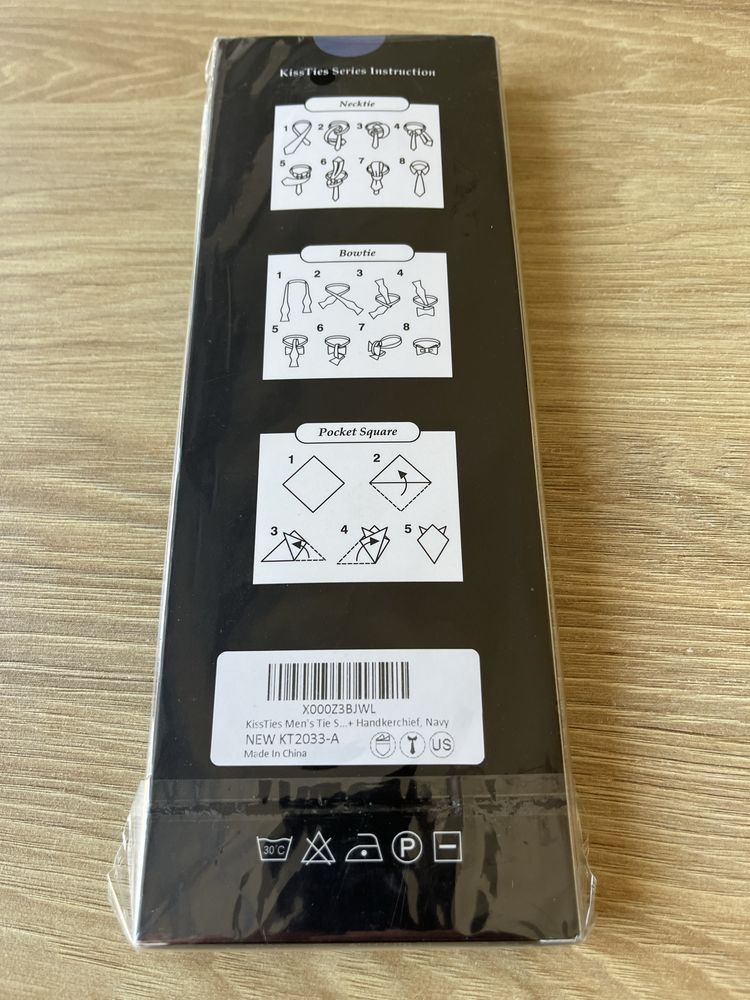 KissTies Series Instruction
Necktie
1 2 3 4
5 6 7 8
Bowtie
1 2 3 4
5 6 7 8
Pocket Square
1 2
3 4 5
X000Z3BJWL
KissTies Men's Tie S...+ Handkerchief, Navy
NEW KT2033-A
US
Made In China
30°C P